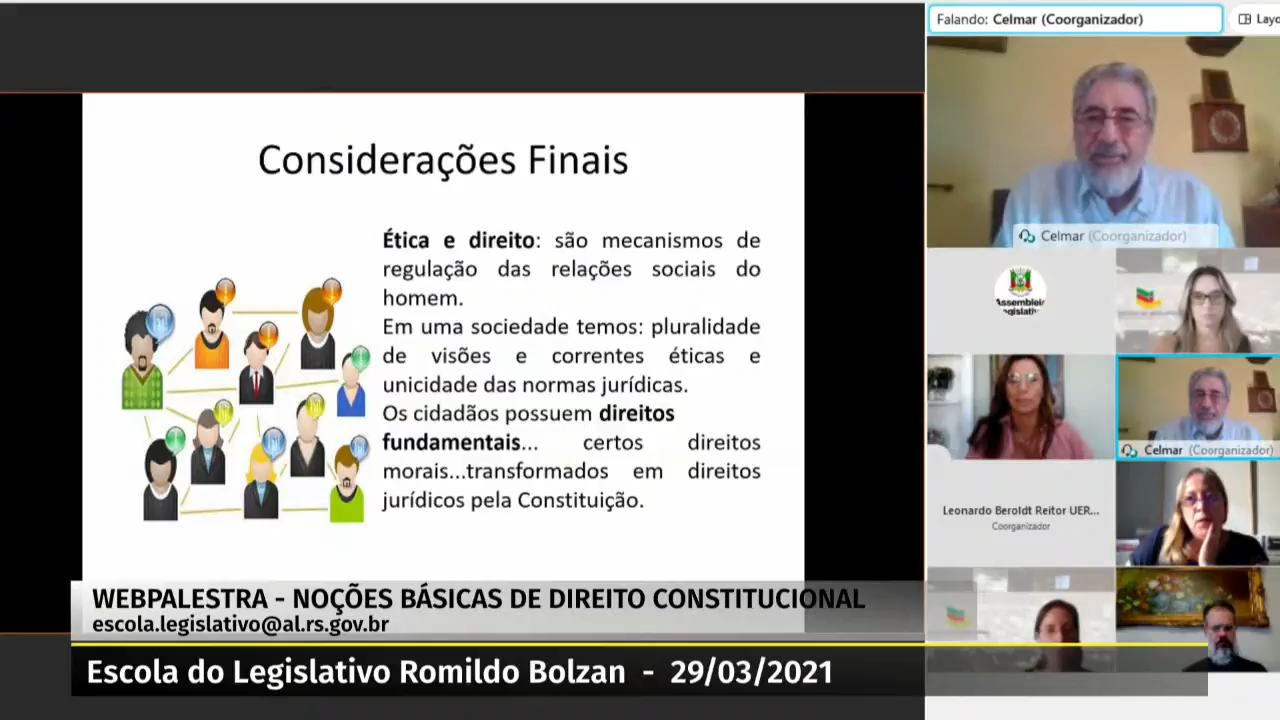 Falando: Celmar (Coorganizador)
Considerações Finais
Ética e direito: são mecanismos de
regulação das relações sociais do
homem.
Em uma sociedade temos: pluralidade
de visões e correntes éticas e
unicidade das normas jurídicas.
Os cidadãos possuem direitos
fundamentais... certos direitos
morais...transformados em direitos
jurídicos pela Constituição.
Celmar (Coorganizador)
Celmar (Coorganizador)
Leonardo Beroldt Reitor UER...
Coorganizador
WEBPALESTRA - NOÇÕES BÁSICAS DE DIREITO CONSTITUCIONAL
escola.legislativo@al.rs.gov.br
Escola do Legislativo Romildo Bolzan - 29/03/2021